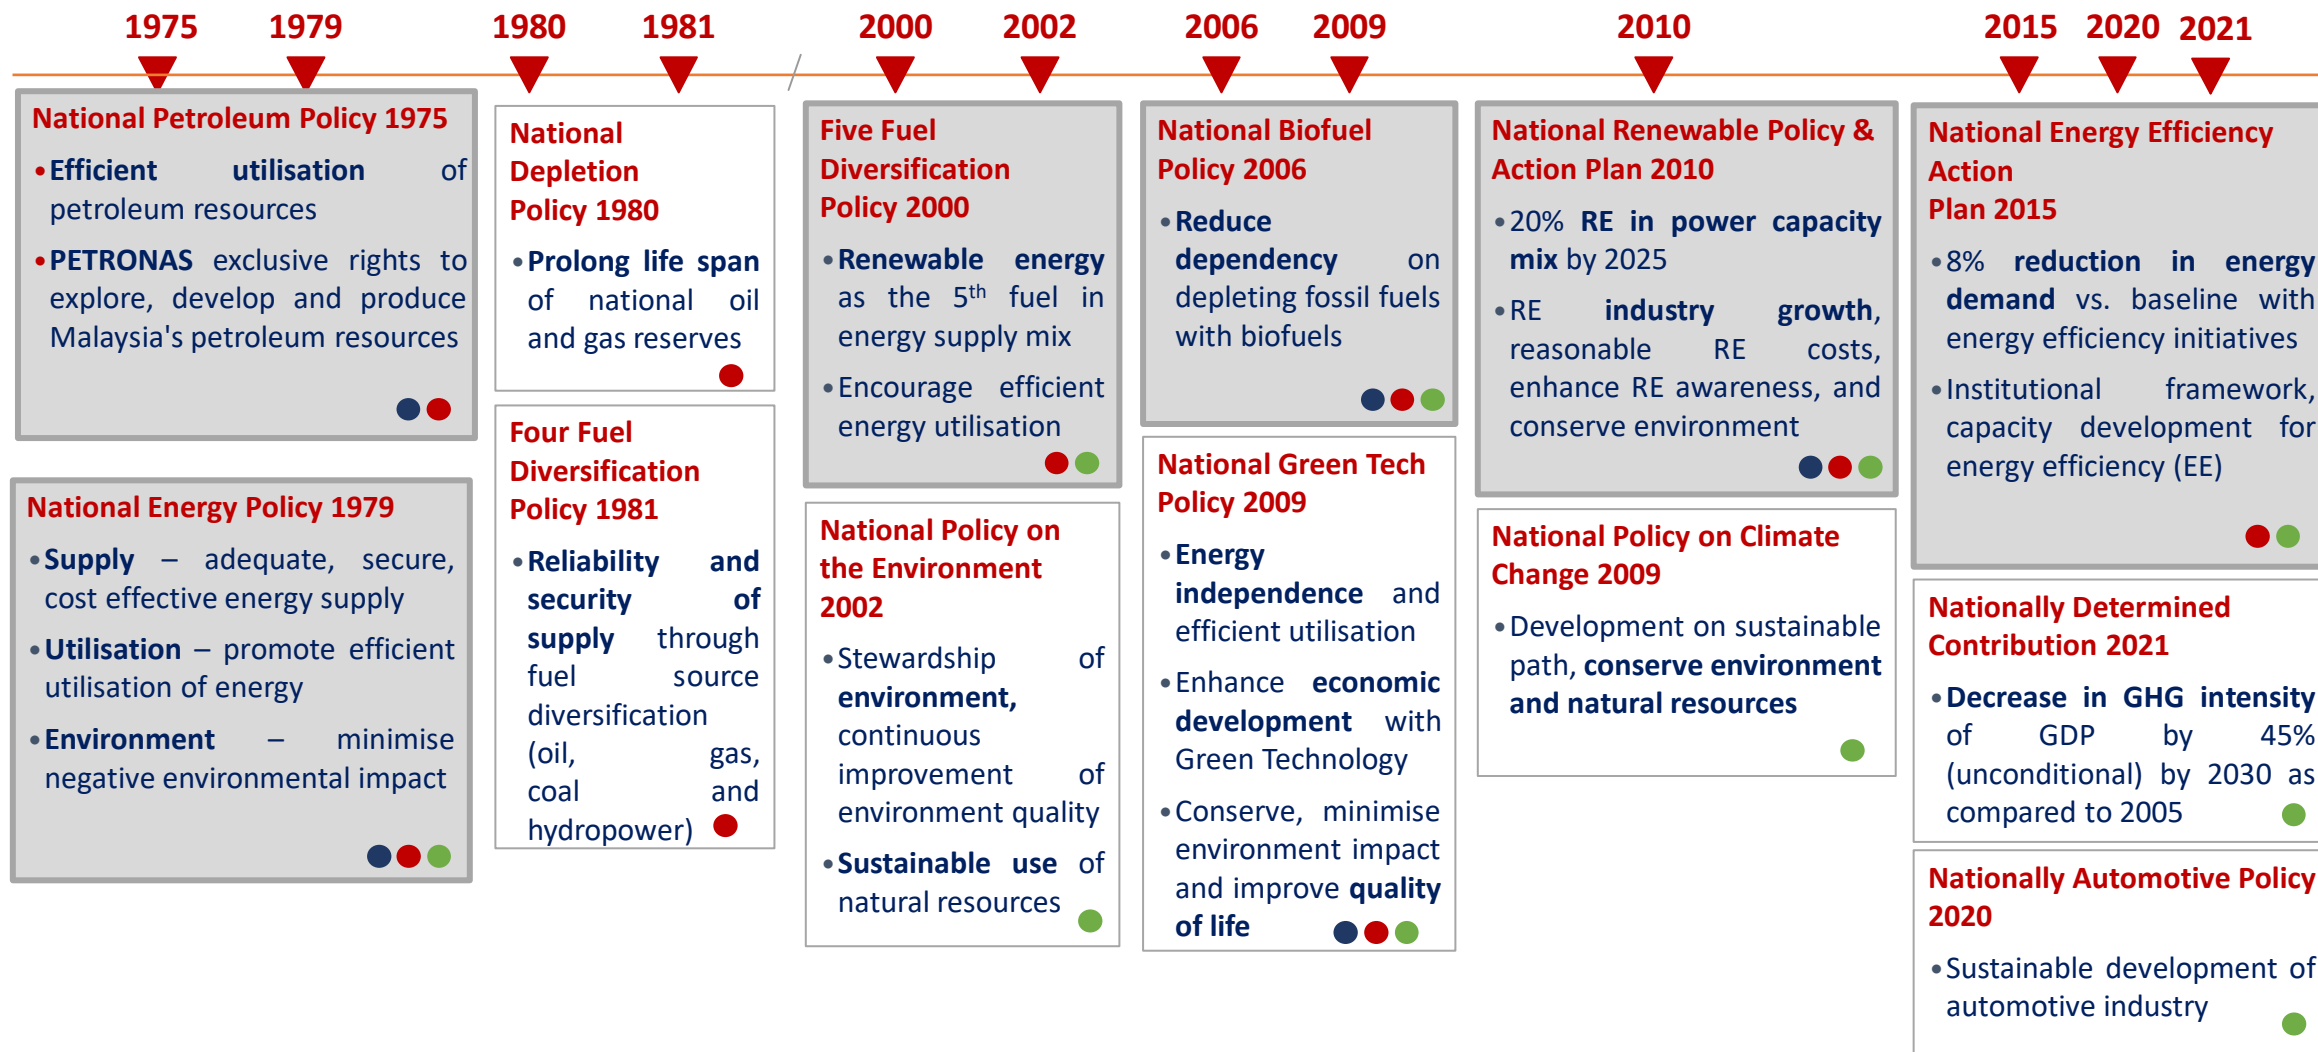 1975 1979 1980 1981 2000 2002 2006 2009 2010 2015 2020 2021
National Petroleum Policy 1975
•Efficient utilisation of
petroleum resources
•PETRONAS exclusive rights to
explore, develop and produce
Malaysia's petroleum resources
National Energy Policy 1979
•Supply – adequate, secure,
cost effective energy supply
•Utilisation – promote efficient
utilisation of energy
•Environment – minimise
negative environmental impact
National
Depletion
Policy 1980
•Prolong life span
of national oil
and gas reserves
Four Fuel
Diversification
Policy 1981
•Reliability and
security of
supply through
fuel source
diversification
(oil, gas,
coal and
hydropower)
Five Fuel
Diversification
Policy 2000
•Renewable energy
as the 5th fuel in
energy supply mix
•Encourage efficient
energy utilisation
National Policy on
the Environment
2002
•Stewardship of
environment,
continuous
improvement of
environment quality
•Sustainable use of
natural resources
National Biofuel
Policy 2006
•Reduce
dependency on
depleting fossil fuels
with biofuels
National Green Tech
Policy 2009
•Energy
independence and
efficient utilisation
•Enhance economic
development with
Green Technology
•Conserve, minimise
environment impact
and improve quality
of life
National Renewable Policy &
Action Plan 2010
•20% RE in power capacity
mix by 2025
•RE industry growth,
reasonable RE costs,
enhance RE awareness, and
conserve environment
National Policy on Climate
Change 2009
•Development on sustainable
path, conserve environment
and natural resources
National Energy Efficiency
Action
Plan 2015
•8% reduction in energy
demand vs. baseline with
energy efficiency initiatives
•Institutional framework,
capacity development for
energy efficiency (EE)
Nationally Determined
Contribution 2021
•Decrease in GHG intensity
of GDP by 45%
(unconditional) by 2030 as
compared to 2005
Nationally Automotive Policy
2020
•Sustainable development of
automotive industry